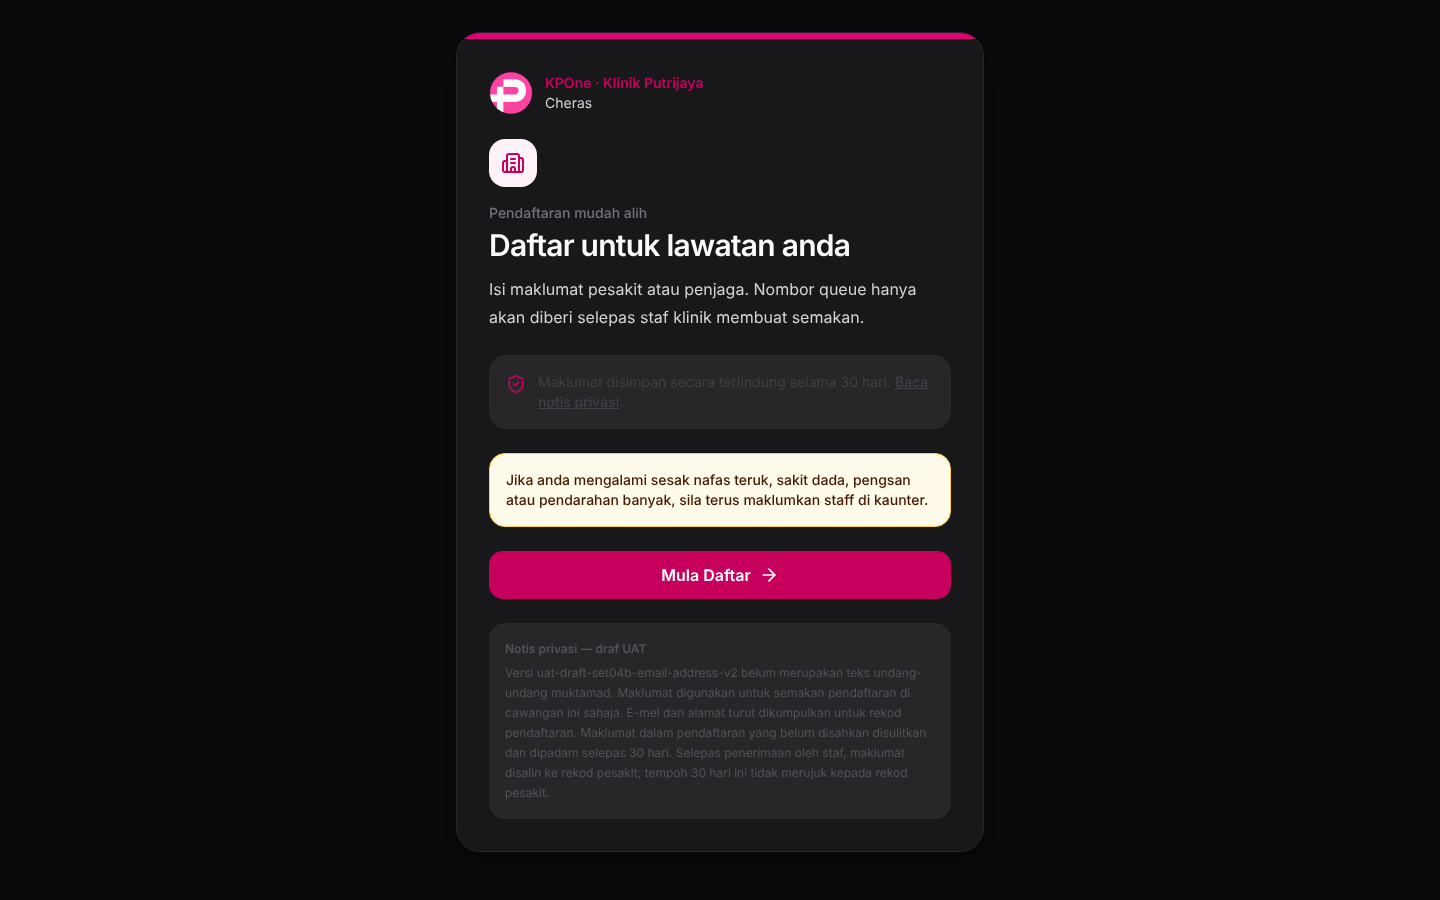 KPOne · Klinik Putrijaya
Cheras
Pendaftaran mudah alih
Daftar untuk lawatan anda
Isi maklumat pesakit atau penjaga. Nombor queue hanya
akan diberi selepas staf klinik membuat semakan.
Maklumat disimpan secara terlindung selama 30 hari. Baca
notis privasi.
Jika anda mengalami sesak nafas teruk, sakit dada, pengsan
atau pendarahan banyak, sila terus maklumkan staff di kaunter.
Mula Daftar →
Notis privasi — draf UAT
Versi uat-draft-set04b-email-address-v2 belum merupakan teks undang-
undang muktamad. Maklumat digunakan untuk semakan pendaftaran di
cawangan ini sahaja. E-mel dan alamat turut dikumpulkan untuk rekod
pendaftaran. Maklumat dalam pendaftaran yang belum disahkan disulitkan
dan dipadam selepas 30 hari. Selepas penerimaan oleh staf, maklumat
disalin ke rekod pesakit; tempoh 30 hari ini tidak merujuk kepada rekod
pesakit.